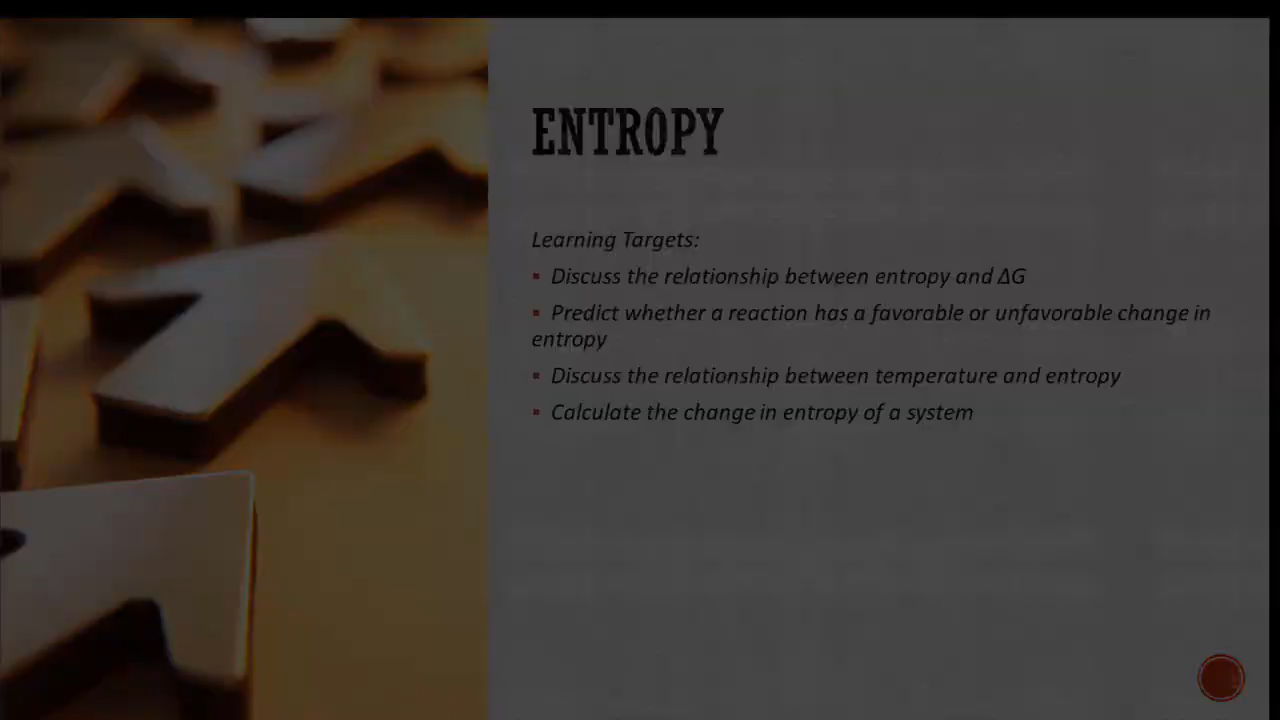 ENTROPY
Learning Targets:
▪ Discuss the relationship between entropy and ΔG
▪ Predict whether a reaction has a favorable or unfavorable change in
entropy
▪ Discuss the relationship between temperature and entropy
▪ Calculate the change in entropy of a system